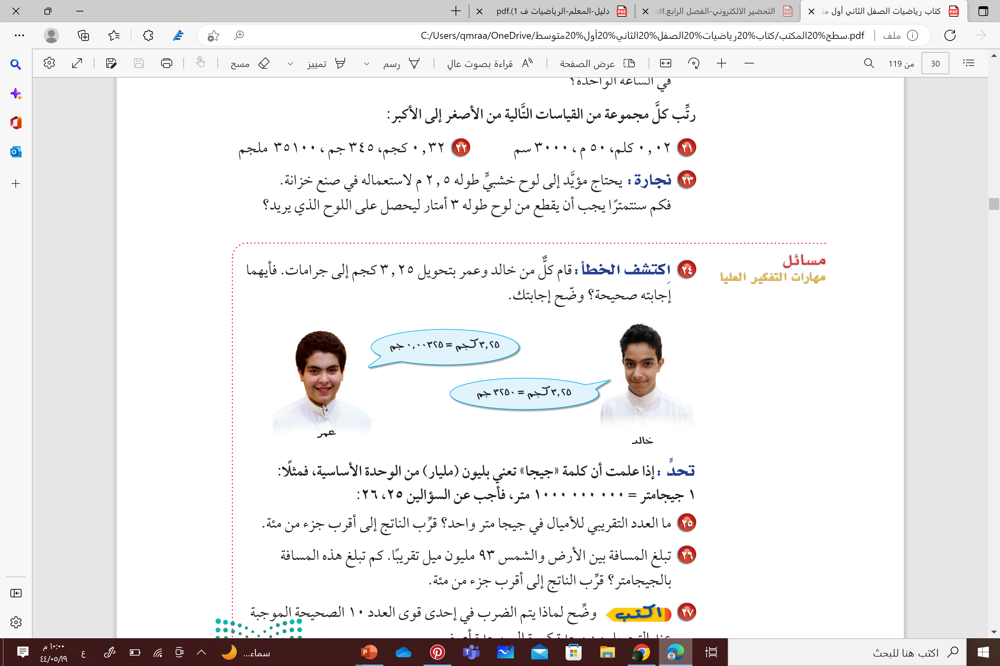 كتاب رياضيات الصفل الثاني أول
التحضير الالكتروني-الفصل الرابع.pdf
دليل-المعلم-الرياضيات ف 1).pdf
ملف
C:/Users/qmraa/OneDrive/سطح%20المكتب/كتاب%20رياضيات%20الصفل%20الثاني%20أول%20متوسط.pdf
30
من 119
عرض الصفحة
قراءة بصوت عالٍ
رسم
تمييز
مسح
في الساعة الواحدة؟
رتِّب كلَّ مجموعة من القياسات التَّالية من الأصغر إلى الأكبر:
٢١ ٠,٠٢ كلم، ٥٠ م، ٣٠٠٠ سم
٢٢ ٠,٣٢ كجم، ٣٤٥ جم، ٣٥١٠٠ ملجم
٢٣ نجارة: يحتاج مؤيَّد إلى لوح خشبيٍّ طوله ٢,٥ م لاستعماله في صنع خزانة.
فكم سنتمترًا يجب أن يقطع من لوح طوله ٣ أمتار ليحصل على اللوح الذي يريد؟
مسائل
مهارات التفكير العليا
٢٤ اِكتشف الخطأ: قام كلٌّ من خالد وعمر بتحويل ٣,٢٥ كجم إلى جرامات. فأيهما
إجابته صحيحة؟ وضّح إجابتك.
٣,٢٥ كجم = ٠,٠٠٣٢٥ جم
٣,٢٥ كجم = ٣٢٥٠ جم
عمر
خالد
تحدٍّ: إذا علمت أن كلمة «جيجا» تعني بليون (مليار) من الوحدة الأساسية، فمثلًا:
١ جيجامتر = ١٠٠٠ ٠٠٠ ٠٠٠ متر، فأجب عن السؤالين ٢٥، ٢٦:
٢٥ ما العدد التقريبي للأميال في جيجا متر واحد؟ قرِّب الناتج إلى أقرب جزء من مئة.
٢٦ تبلغ المسافة بين الأرض والشمس ٩٣ مليون ميل تقريبًا. كم تبلغ هذه المسافة
بالجيجامتر؟ قرِّب الناتج إلى أقرب جزء من مئة.
٢٧ اكتب وضِّح لماذا يتم الضرب في إحدى قوى العدد ١٠ الصحيحة الموجبة
اكتب هنا للبحث
سماء...
ع
١٠:٠٠ م
٤٤/٠٥/١٩